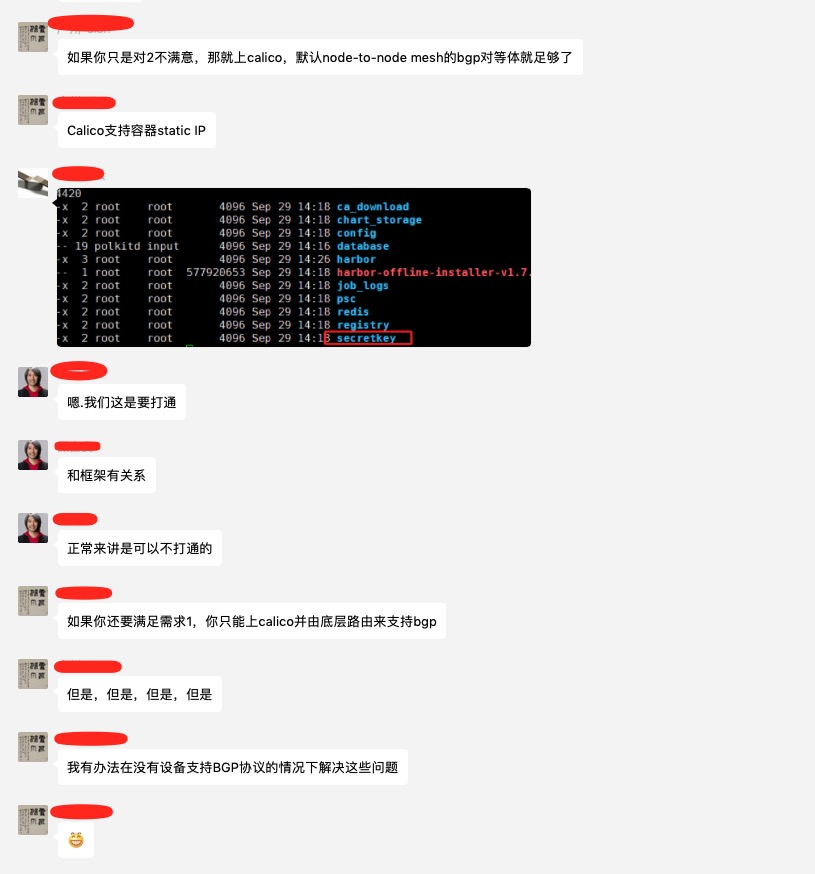 如果你只是对2不满意，那就上calico，默认node-to-node mesh的bgp对等体就足够了
Calico支持容器static IP
4420
-x 2 root root 4096 Sep 29 14:18 ca_download
-x 2 root root 4096 Sep 29 14:18 chart_storage
-x 2 root root 4096 Sep 29 14:18 config
-- 19 polkitd input 4096 Sep 29 14:16 database
-x 3 root root 4096 Sep 29 14:26 harbor
-- 1 root root 577920653 Sep 29 14:18 harbor-offline-installer-v1.7.
-x 2 root root 4096 Sep 29 14:18 job_logs
-x 2 root root 4096 Sep 29 14:18 psc
-x 2 root root 4096 Sep 29 14:18 redis
-x 2 root root 4096 Sep 29 14:18 registry
-x 2 root root 4096 Sep 29 14:18 secretkey
嗯.我们这是要打通
和框架有关系
正常来讲是可以不打通的
如果你还要满足需求1，你只能上calico并由底层路由来支持bgp
但是，但是，但是，但是
我有办法在没有设备支持BGP协议的情况下解决这些问题